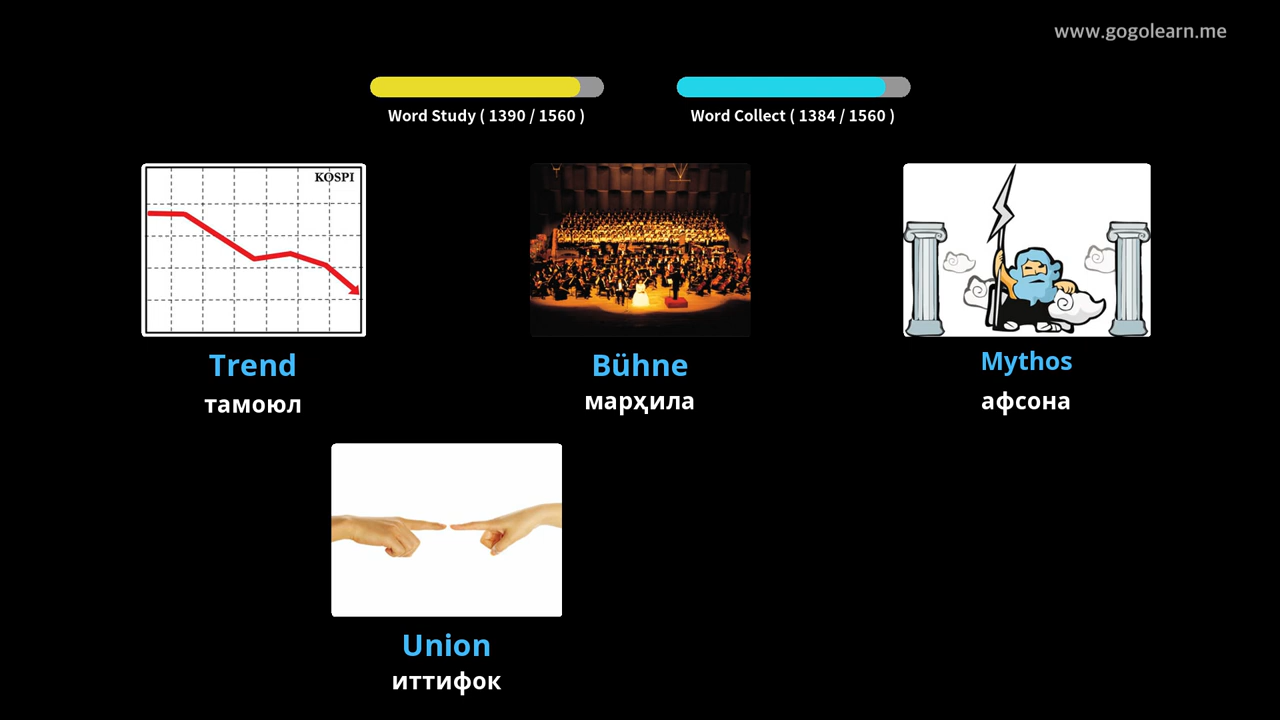 www.gogolearn.me
Word Study ( 1390 / 1560 )
Word Collect ( 1384 / 1560 )
KOSPI
Trend
тамоюл
Bühne
марҳила
Mythos
афсона
Union
иттифок